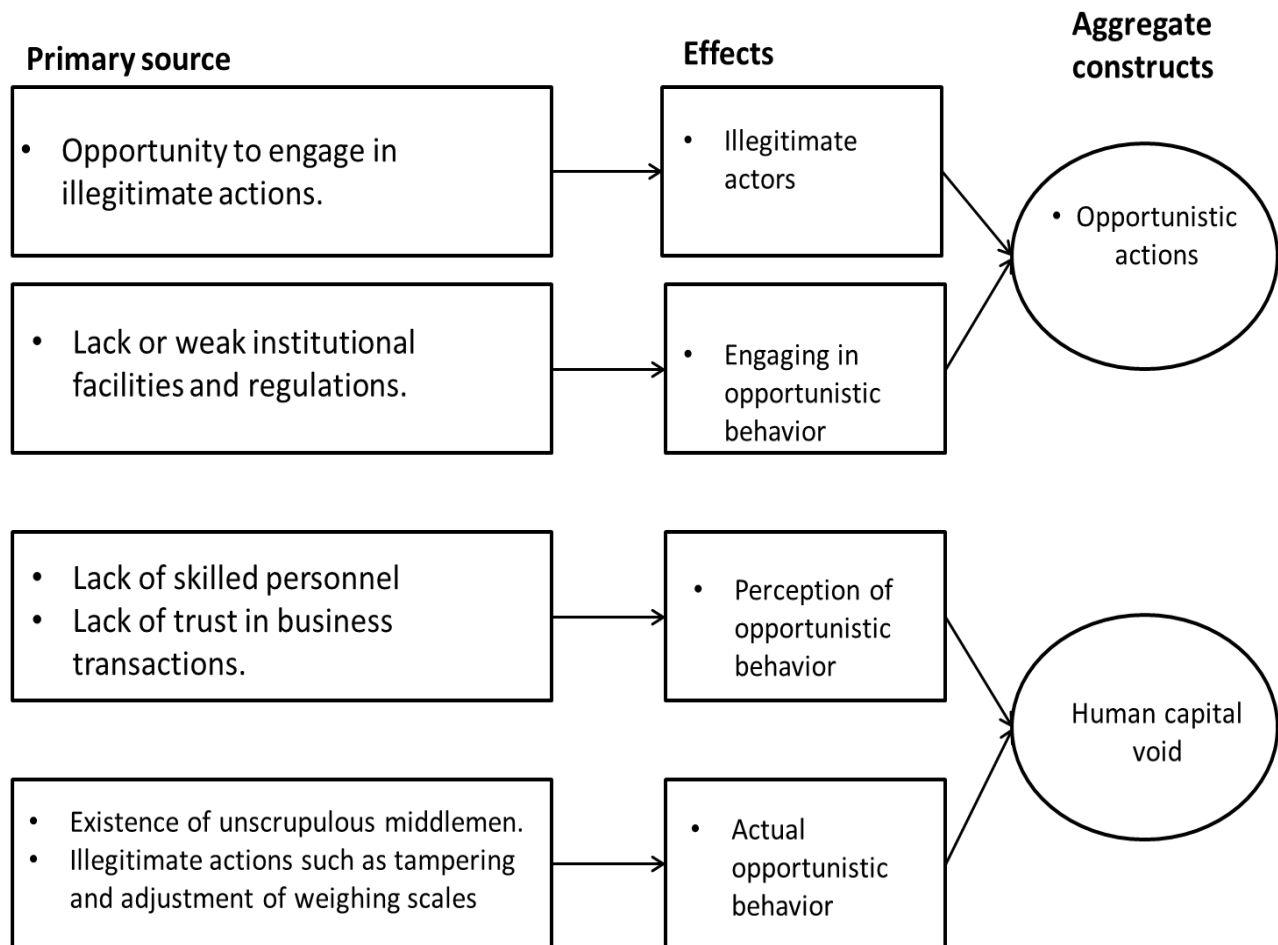 Primary source
Effects
Aggregate
constructs
• Opportunity to engage in
illegitimate actions.
• Illegitimate
actors
• Opportunistic
actions
• Lack or weak institutional
facilities and regulations.
• Engaging in
opportunistic
behavior
• Lack of skilled personnel
• Lack of trust in business
transactions.
• Perception of
opportunistic
behavior
Human capital
void
• Existence of unscrupulous middlemen.
• Illegitimate actions such as tampering
and adjustment of weighing scales
• Actual
opportunistic
behavior